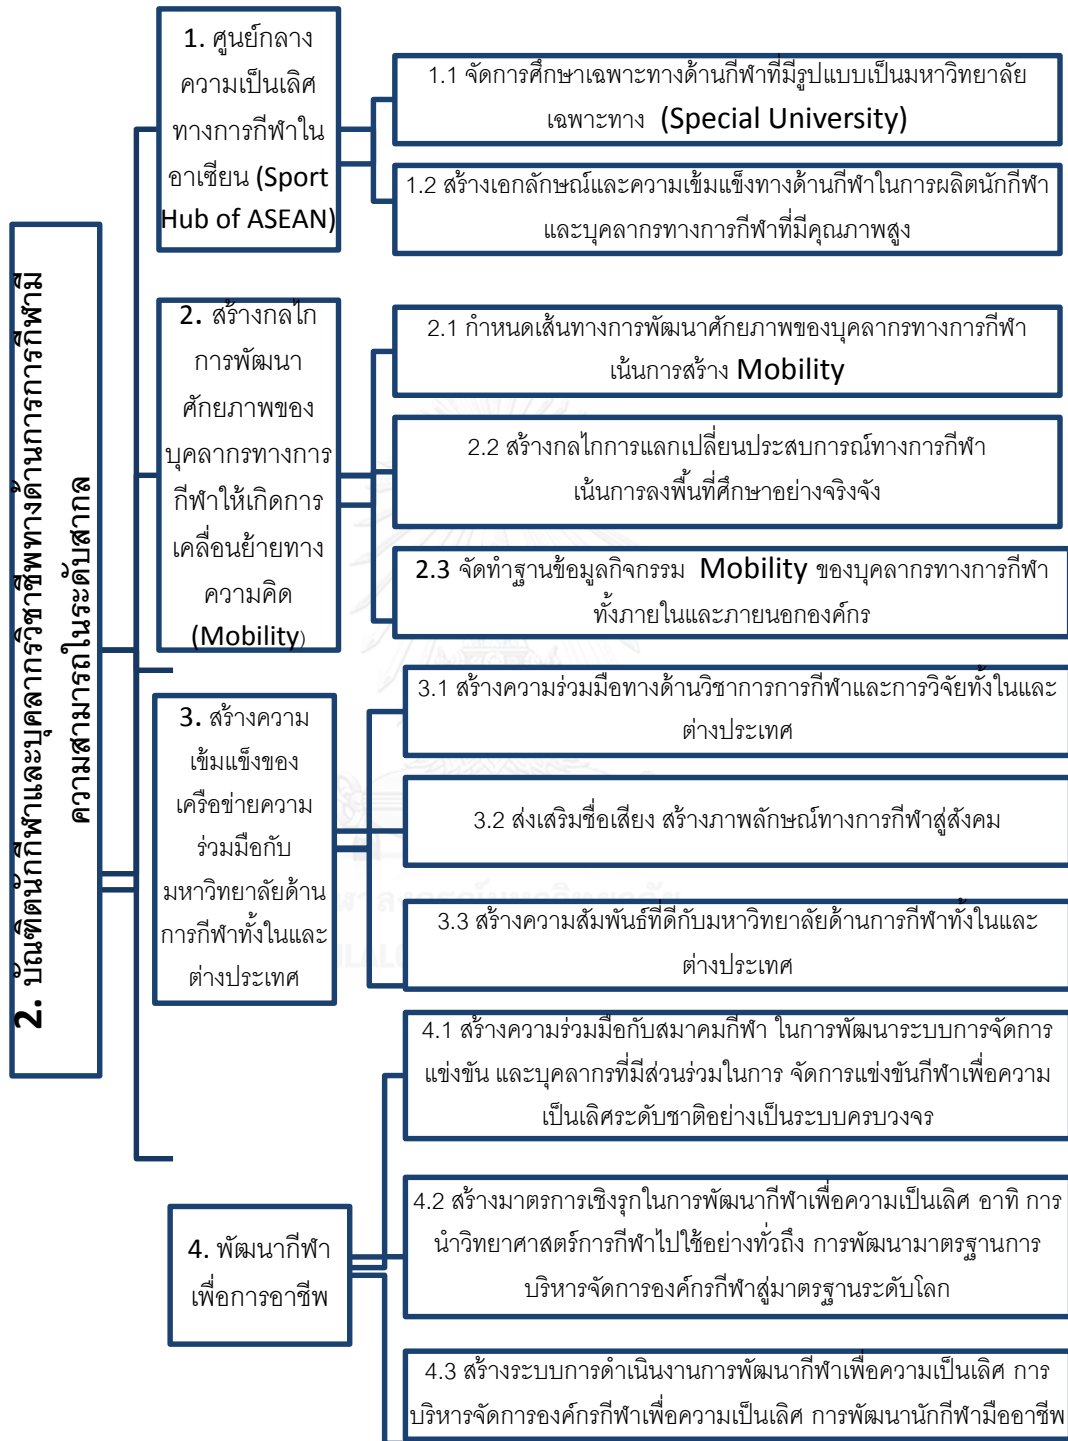 2. บัณฑิตนักกีฬาและบุคลากรวิชาชีพทางด้านการการกีฬามี
ความสามารถในระดับสากล
1. ศูนย์กลาง
ความเป็นเลิศ
ทางการกีฬาใน
อาเซียน (Sport
Hub of ASEAN)
1.1 จัดการศึกษาเฉพาะทางด้านกีฬาที่มีรูปแบบเป็นมหาวิทยาลัย
เฉพาะทาง (Special University)
1.2 สร้างเอกลักษณ์และความเข้มแข็งทางด้านกีฬาในการผลิตนักกีฬา
และบุคลากรทางการกีฬาที่มีคุณภาพสูง
2. สร้างกลไก
การพัฒนา
ศักยภาพของ
บุคลากรทางการ
กีฬาให้เกิดการ
เคลื่อนย้ายทาง
ความคิด
(Mobility)
2.1 กำหนดเส้นทางการพัฒนาศักยภาพของบุคลากรทางการกีฬา
เน้นการสร้าง Mobility
2.2 สร้างกลไกการแลกเปลี่ยนประสบการณ์ทางการกีฬา
เน้นการลงพื้นที่ศึกษาอย่างจริงจัง
2.3 จัดทำฐานข้อมูลกิจกรรม Mobility ของบุคลากรทางการกีฬา
ทั้งภายในและภายนอกองค์กร
3. สร้างความ
เข้มแข็งของ
เครือข่ายความ
ร่วมมือกับ
มหาวิทยาลัยด้าน
การกีฬาทั้งในและ
ต่างประเทศ
3.1 สร้างความร่วมมือทางด้านวิชาการการกีฬาและการวิจัยทั้งในและ
ต่างประเทศ
3.2 ส่งเสริมชื่อเสียง สร้างภาพลักษณ์ทางการกีฬาสู่สังคม
3.3 สร้างความสัมพันธ์ที่ดีกับมหาวิทยาลัยด้านการกีฬาทั้งในและ
ต่างประเทศ
4. พัฒนากีฬา
เพื่อการอาชีพ
4.1 สร้างความร่วมมือกับสมาคมกีฬา ในการพัฒนาระบบการจัดการ
แข่งขัน และบุคลากรที่มีส่วนร่วมในการ จัดการแข่งขันกีฬาเพื่อความ
เป็นเลิศระดับชาติอย่างเป็นระบบครบวงจร
4.2 สร้างมาตรการเชิงรุกในการพัฒนากีฬาเพื่อความเป็นเลิศ อาทิ การ
นำวิทยาศาสตร์การกีฬาไปใช้อย่างทั่วถึง การพัฒนามาตรฐานการ
บริหารจัดการองค์กรกีฬาสู่มาตรฐานระดับโลก
4.3 สร้างระบบการดำเนินงานการพัฒนากีฬาเพื่อความเป็นเลิศ การ
บริหารจัดการองค์กรกีฬาเพื่อความเป็นเลิศ การพัฒนานักกีฬามืออาชีพ